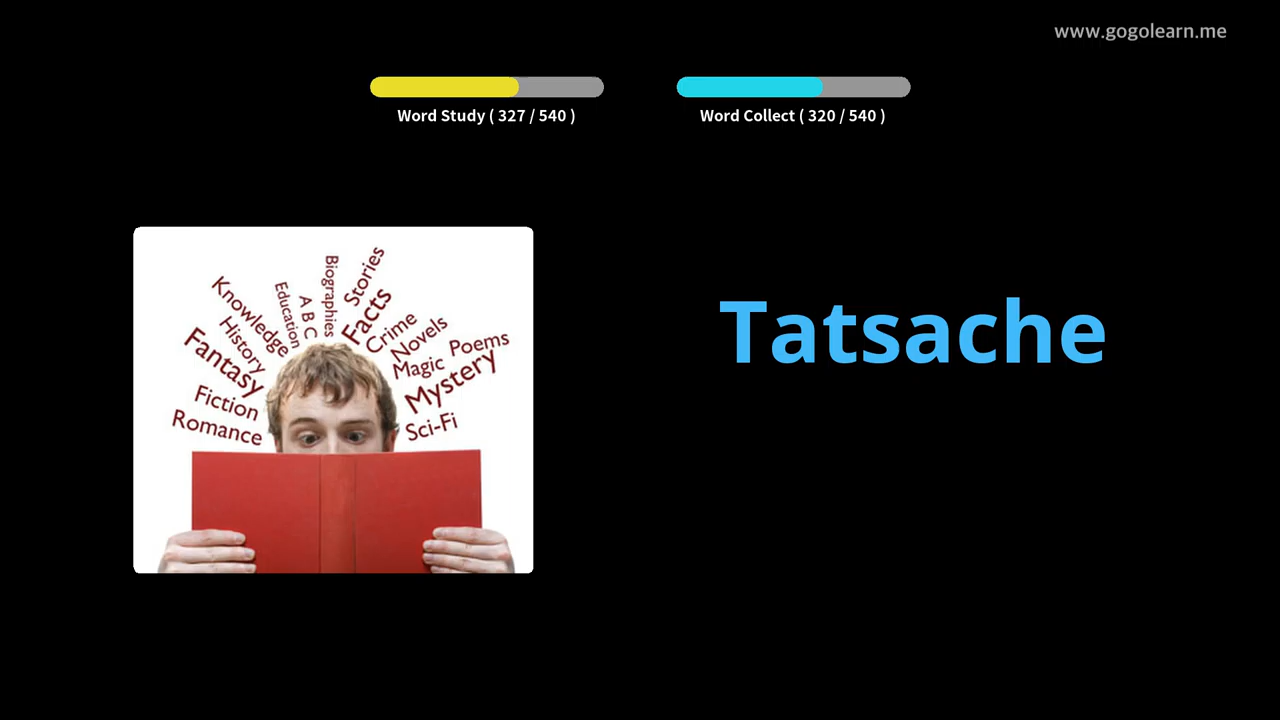 www.gogolearn.me
Word Study ( 327 / 540 )
Word Collect ( 320 / 540 )
Tatsache
Biographies
Stories
Facts
A B C
Education
Knowledge
History
Fantasy
Fiction
Romance
Crime
Novels
Poems
Magic
Mystery
Sci-Fi